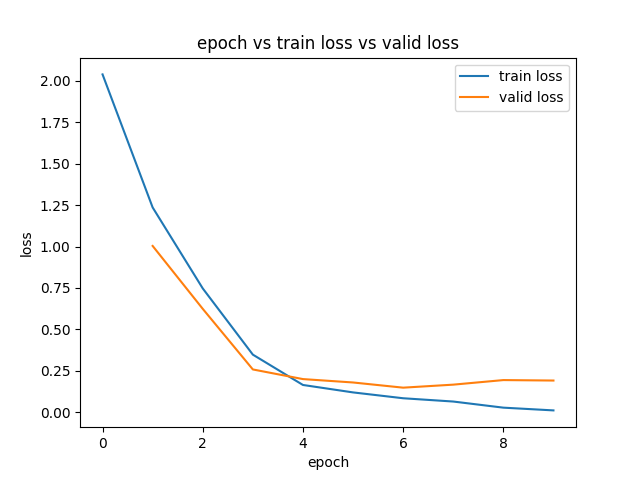 epoch vs train loss vs valid loss
train loss
valid loss
2.00
1.75
1.50
1.25
1.00
0.75
0.50
0.25
0.00
loss
0 2 4 6 8
epoch